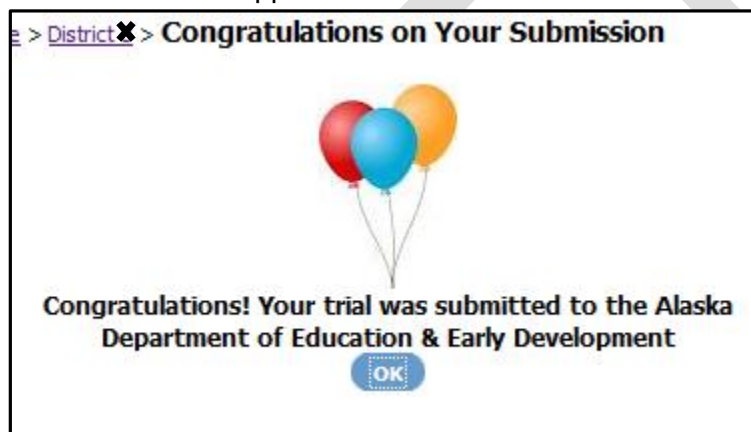 > District ✖ > Congratulations on Your Submission
Congratulations! Your trial was submitted to the Alaska
Department of Education & Early Development
OK